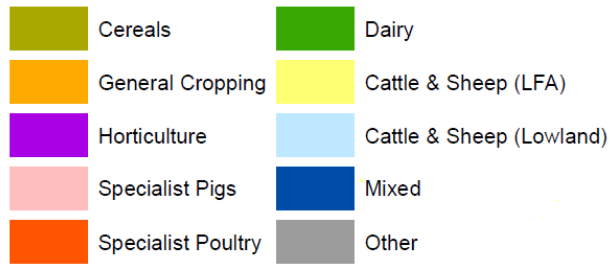 Cereals
General Cropping
Horticulture
Specialist Pigs
Specialist Poultry
Dairy
Cattle & Sheep (LFA)
Cattle & Sheep (Lowland)
Mixed
Other